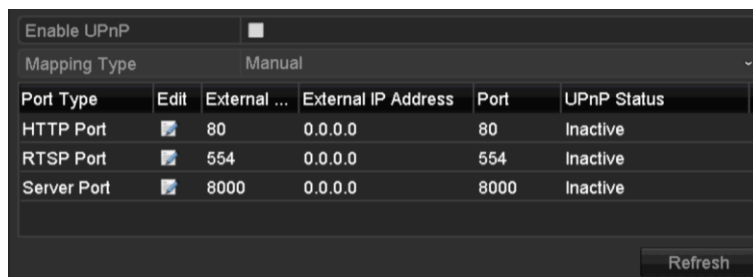 Enable UPnP
Mapping Type Manual
Port Type Edit External ... External IP Address Port UPnP Status
HTTP Port 80 0.0.0.0 80 Inactive
RTSP Port 554 0.0.0.0 554 Inactive
Server Port 8000 0.0.0.0 8000 Inactive
Refresh